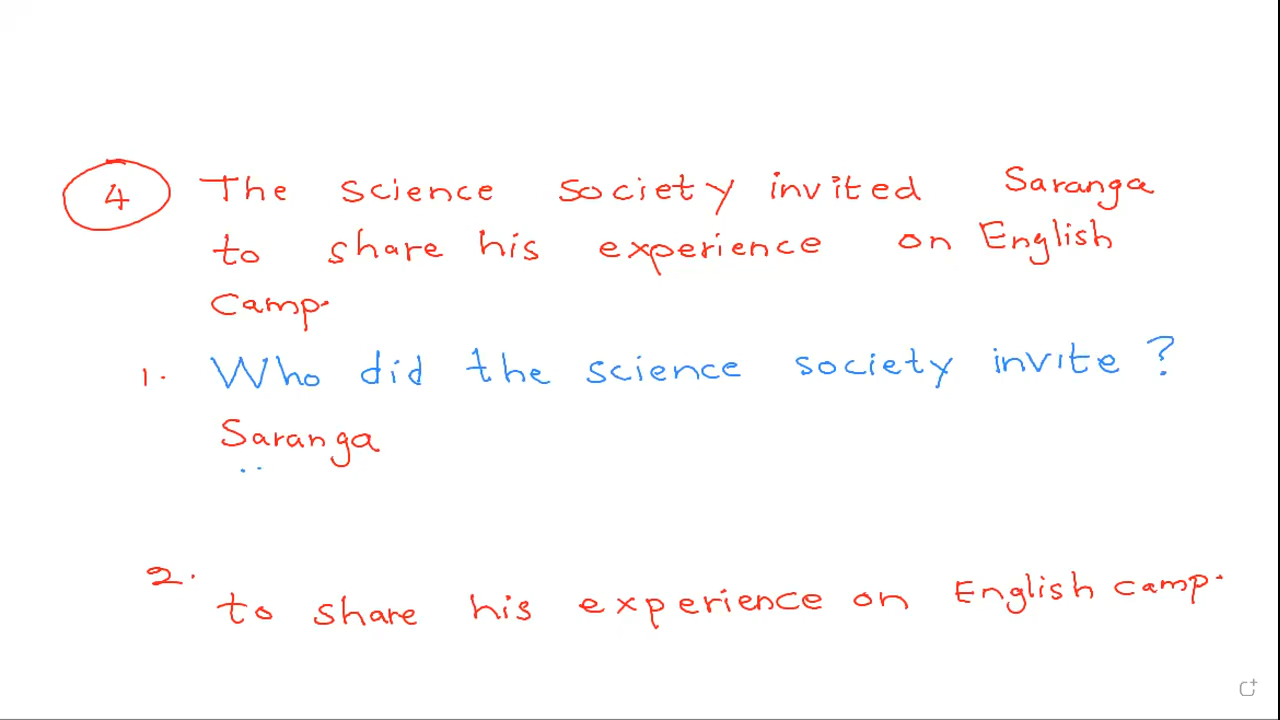 4 The science society invited Saranga
to share his experience on English
Camp.
1. Who did the science society invite ?
Saranga
2.
to share his experience on English camp.